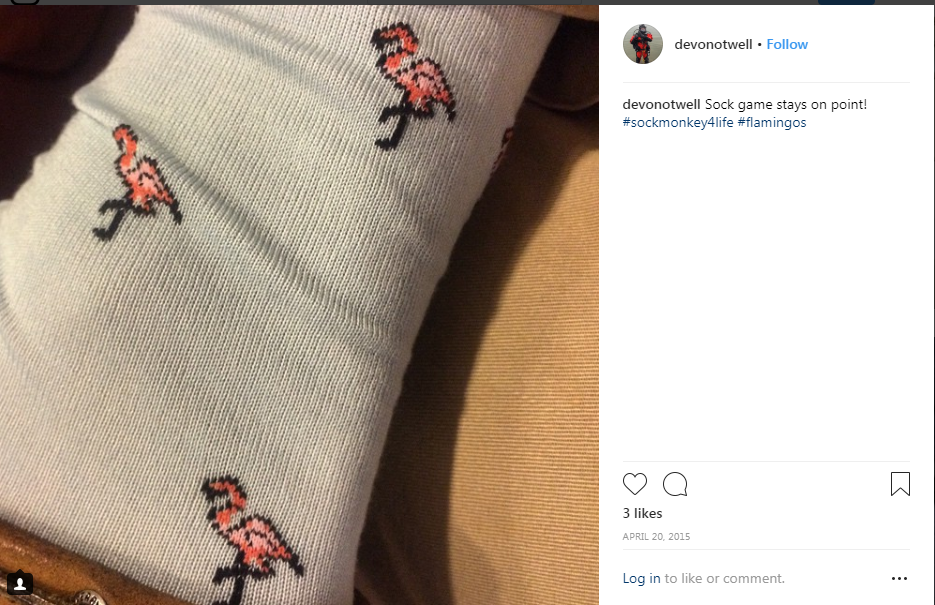 devonotwell • Follow
devonotwell Sock game stays on point!
#sockmonkey4life #flamingos
3 likes
APRIL 20, 2015
Log in to like or comment.